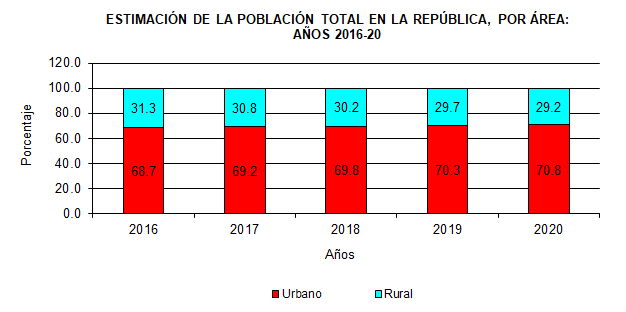 ESTIMACIÓN DE LA POBLACIÓN TOTAL EN LA REPÚBLICA, POR ÁREA:
AÑOS 2016-20
120.0
100.0
80.0
60.0
40.0
20.0
0.0
Porcentaje
31.3 30.8 30.2 29.7 29.2
68.7 69.2 69.8 70.3 70.8
2016 2017 2018 2019 2020
Años
Urbano Rural